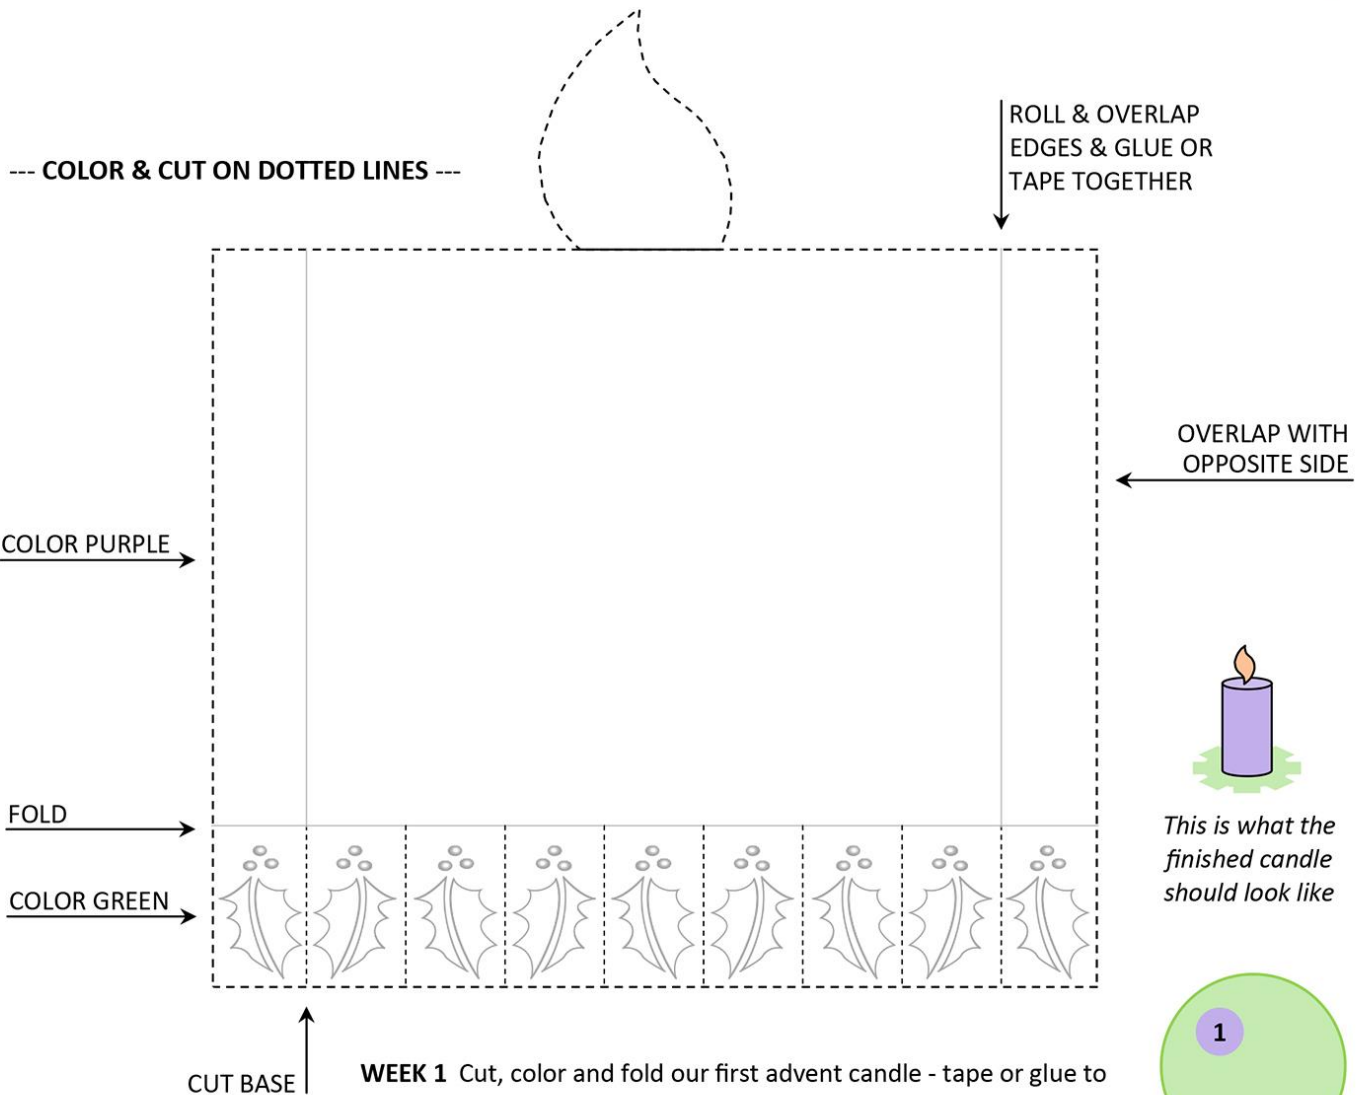 --- COLOR & CUT ON DOTTED LINES ---
ROLL & OVERLAP
EDGES & GLUE OR
TAPE TOGETHER
OVERLAP WITH
OPPOSITE SIDE
COLOR PURPLE
FOLD
COLOR GREEN
This is what the
finished candle
should look like
1
CUT BASE
WEEK 1 Cut, color and fold our first advent candle - tape or glue to